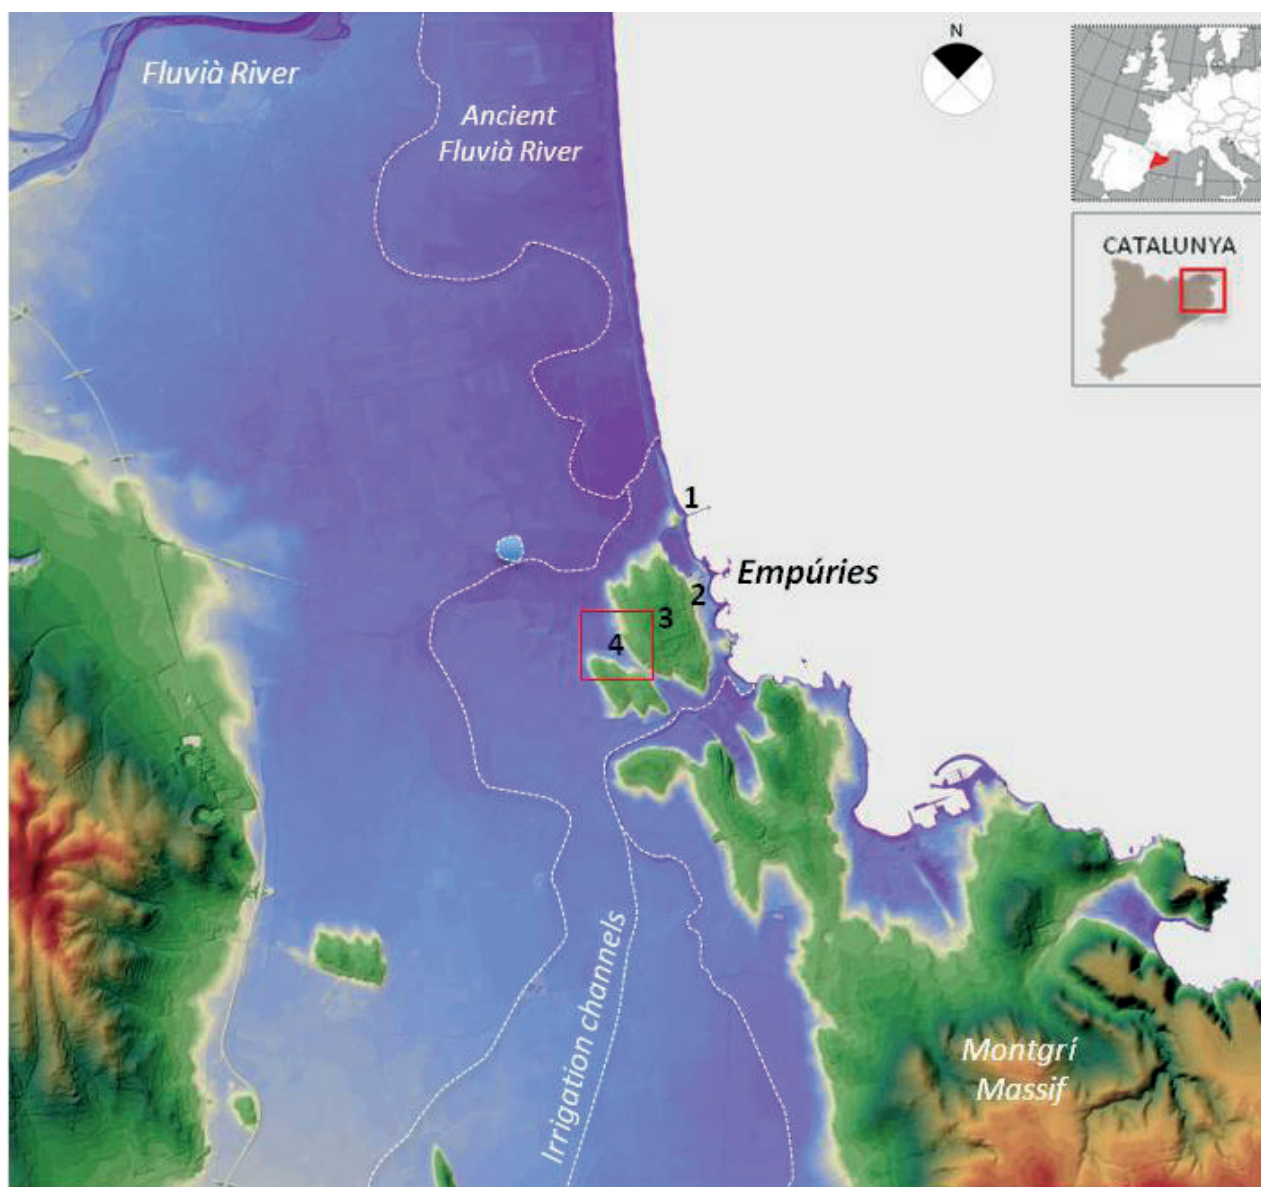 Fluvià River
Ancient
Fluvià River
N
CATALUNYA
1
Empúries
2
3
4
Irrigation channels
Montgrí
Massif